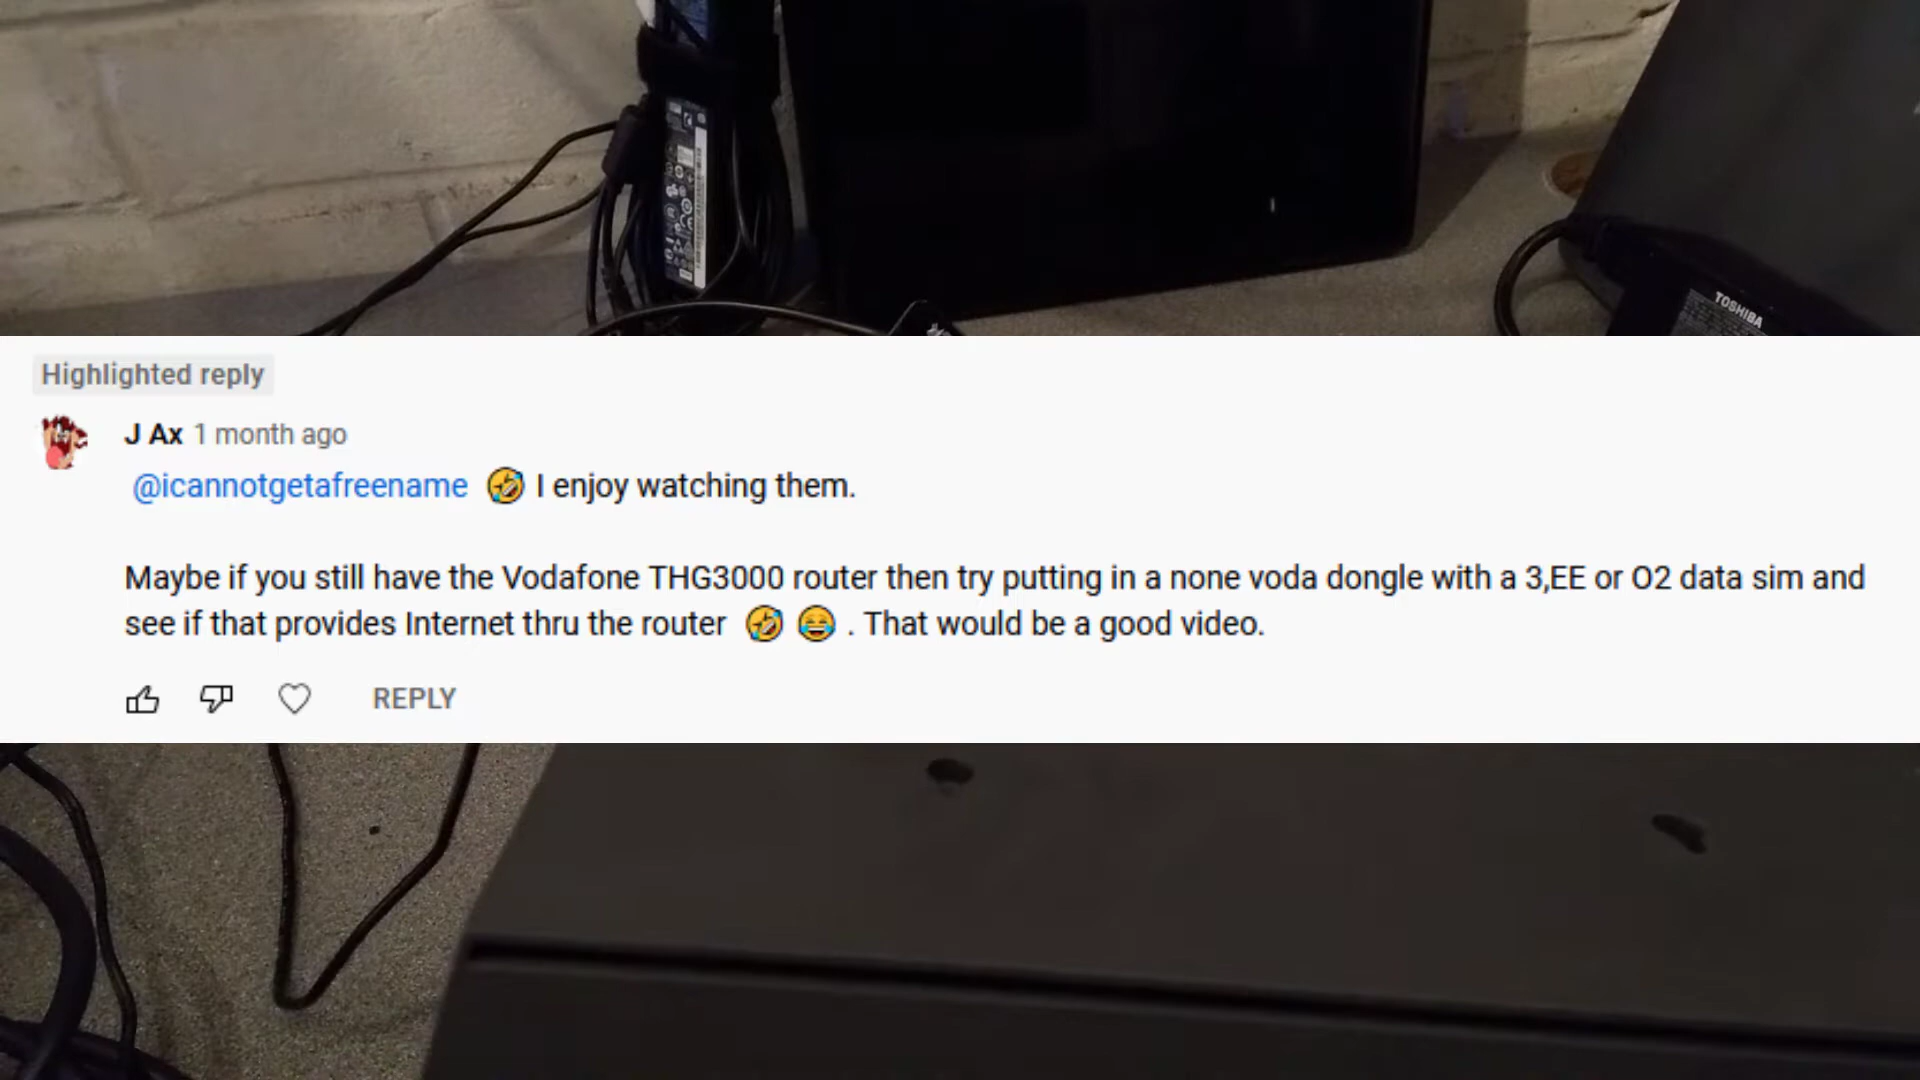 TOSHIBA
Highlighted reply
J Ax 1 month ago
@icannotgetafreename 🤣 I enjoy watching them.
Maybe if you still have the Vodafone THG3000 router then try putting in a none voda dongle with a 3,EE or O2 data sim and
see if that provides Internet thru the router 🤣 😂 . That would be a good video.
REPLY